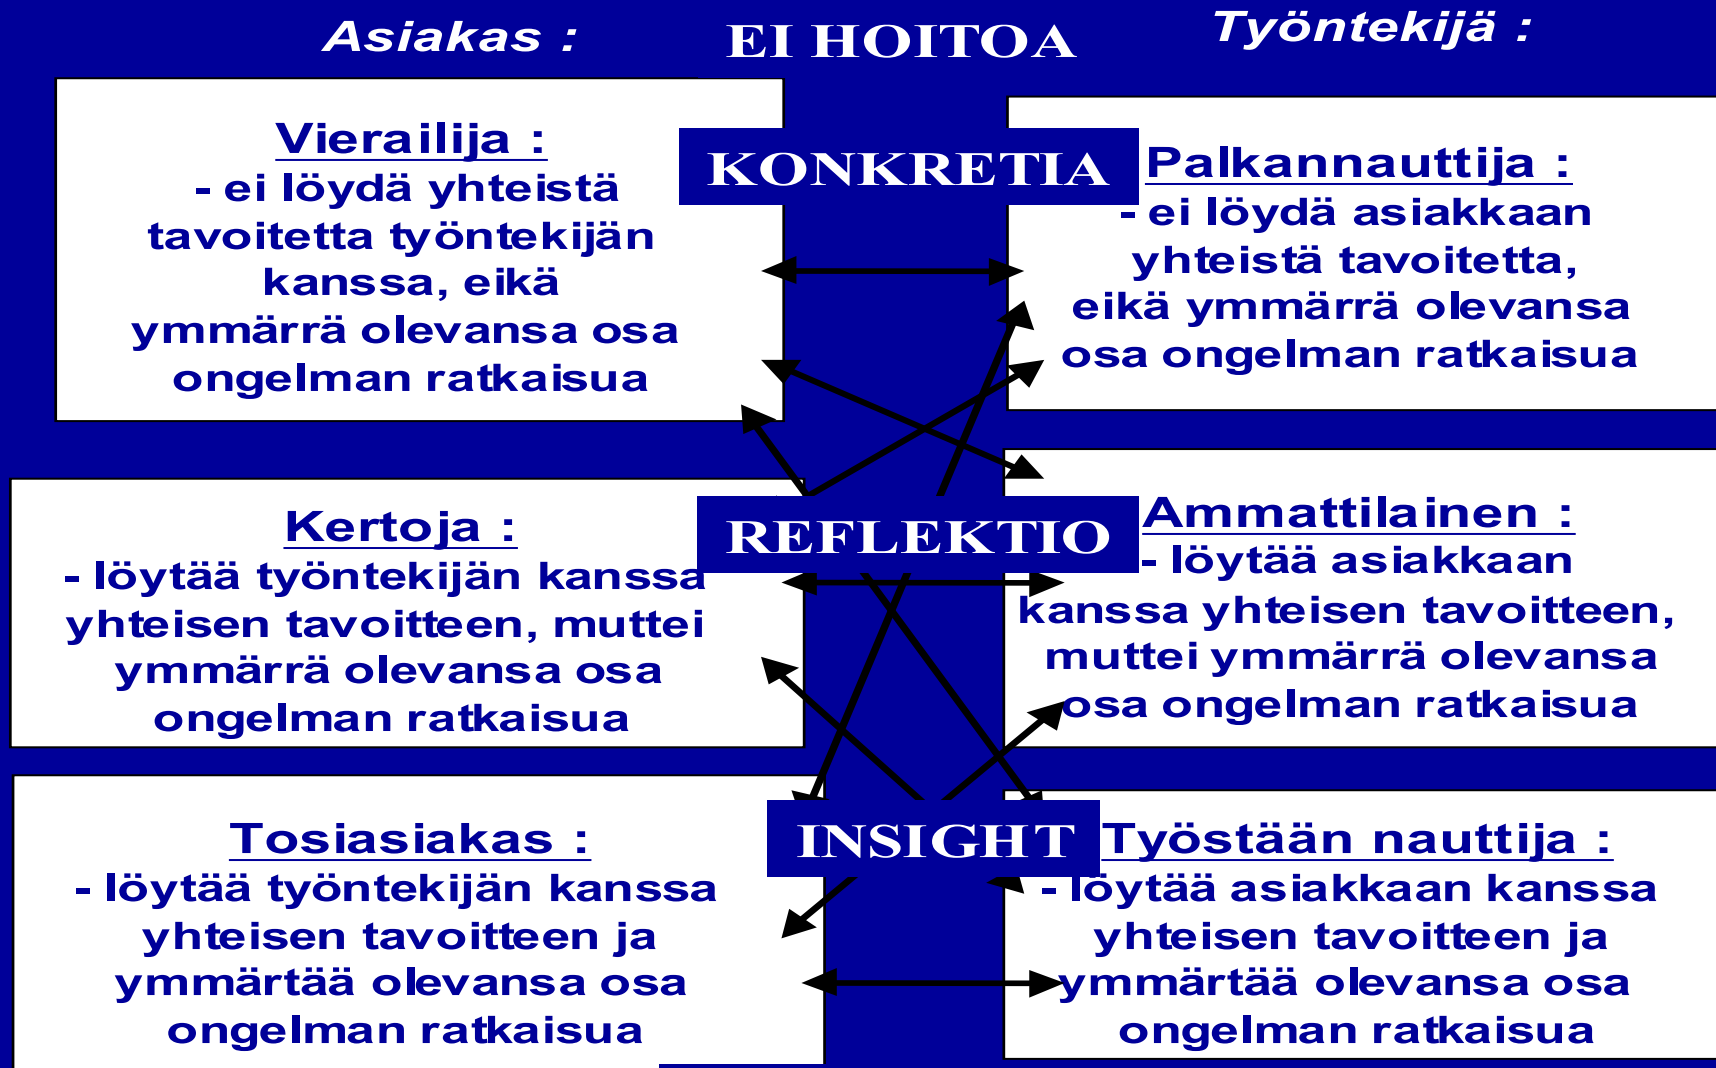 Asiakas :
EI HOITOA
Työntekijä :
Vierailija :
- ei löydä yhteistä
tavoitetta työntekijän
kanssa, eikä
ymmärrä olevansa osa
ongelman ratkaisua
KONKRETIA
Palkannauttija :
- ei löydä asiakkaan
yhteistä tavoitetta,
eikä ymmärrä olevansa
osa ongelman ratkaisua
Kertoja :
- löytää työntekijän kanssa
yhteisen tavoitteen, muttei
ymmärrä olevansa osa
ongelman ratkaisua
REFLEKTIO
Ammattilainen :
- löytää asiakkaan
kanssa yhteisen tavoitteen,
muttei ymmärrä olevansa
osa ongelman ratkaisua
Tosiasiakas :
- löytää työntekijän kanssa
yhteisen tavoitteen ja
ymmärtää olevansa osa
ongelman ratkaisua
INSIGHT
Työstään nauttija :
- löytää asiakkaan kanssa
yhteisen tavoitteen ja
ymmärtää olevansa osa
ongelman ratkaisua